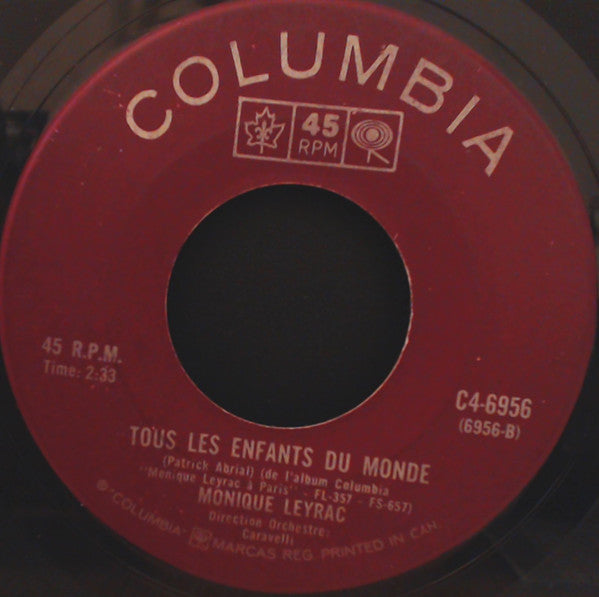 COLUMBIA
45
RPM
45 R.P.M.
Time: 2:33
C4-6956
(6956-B)
TOUS LES ENFANTS DU MONDE
(Patrick Abrial) (de l'album Columbia
"Monique Leyrac à Paris" - FL-357 - FS-657)
MONIQUE LEYRAC
Direction Orchestre:
Caravelli
℗"COLUMBIA" MARCAS REG. PRINTED IN CAN.